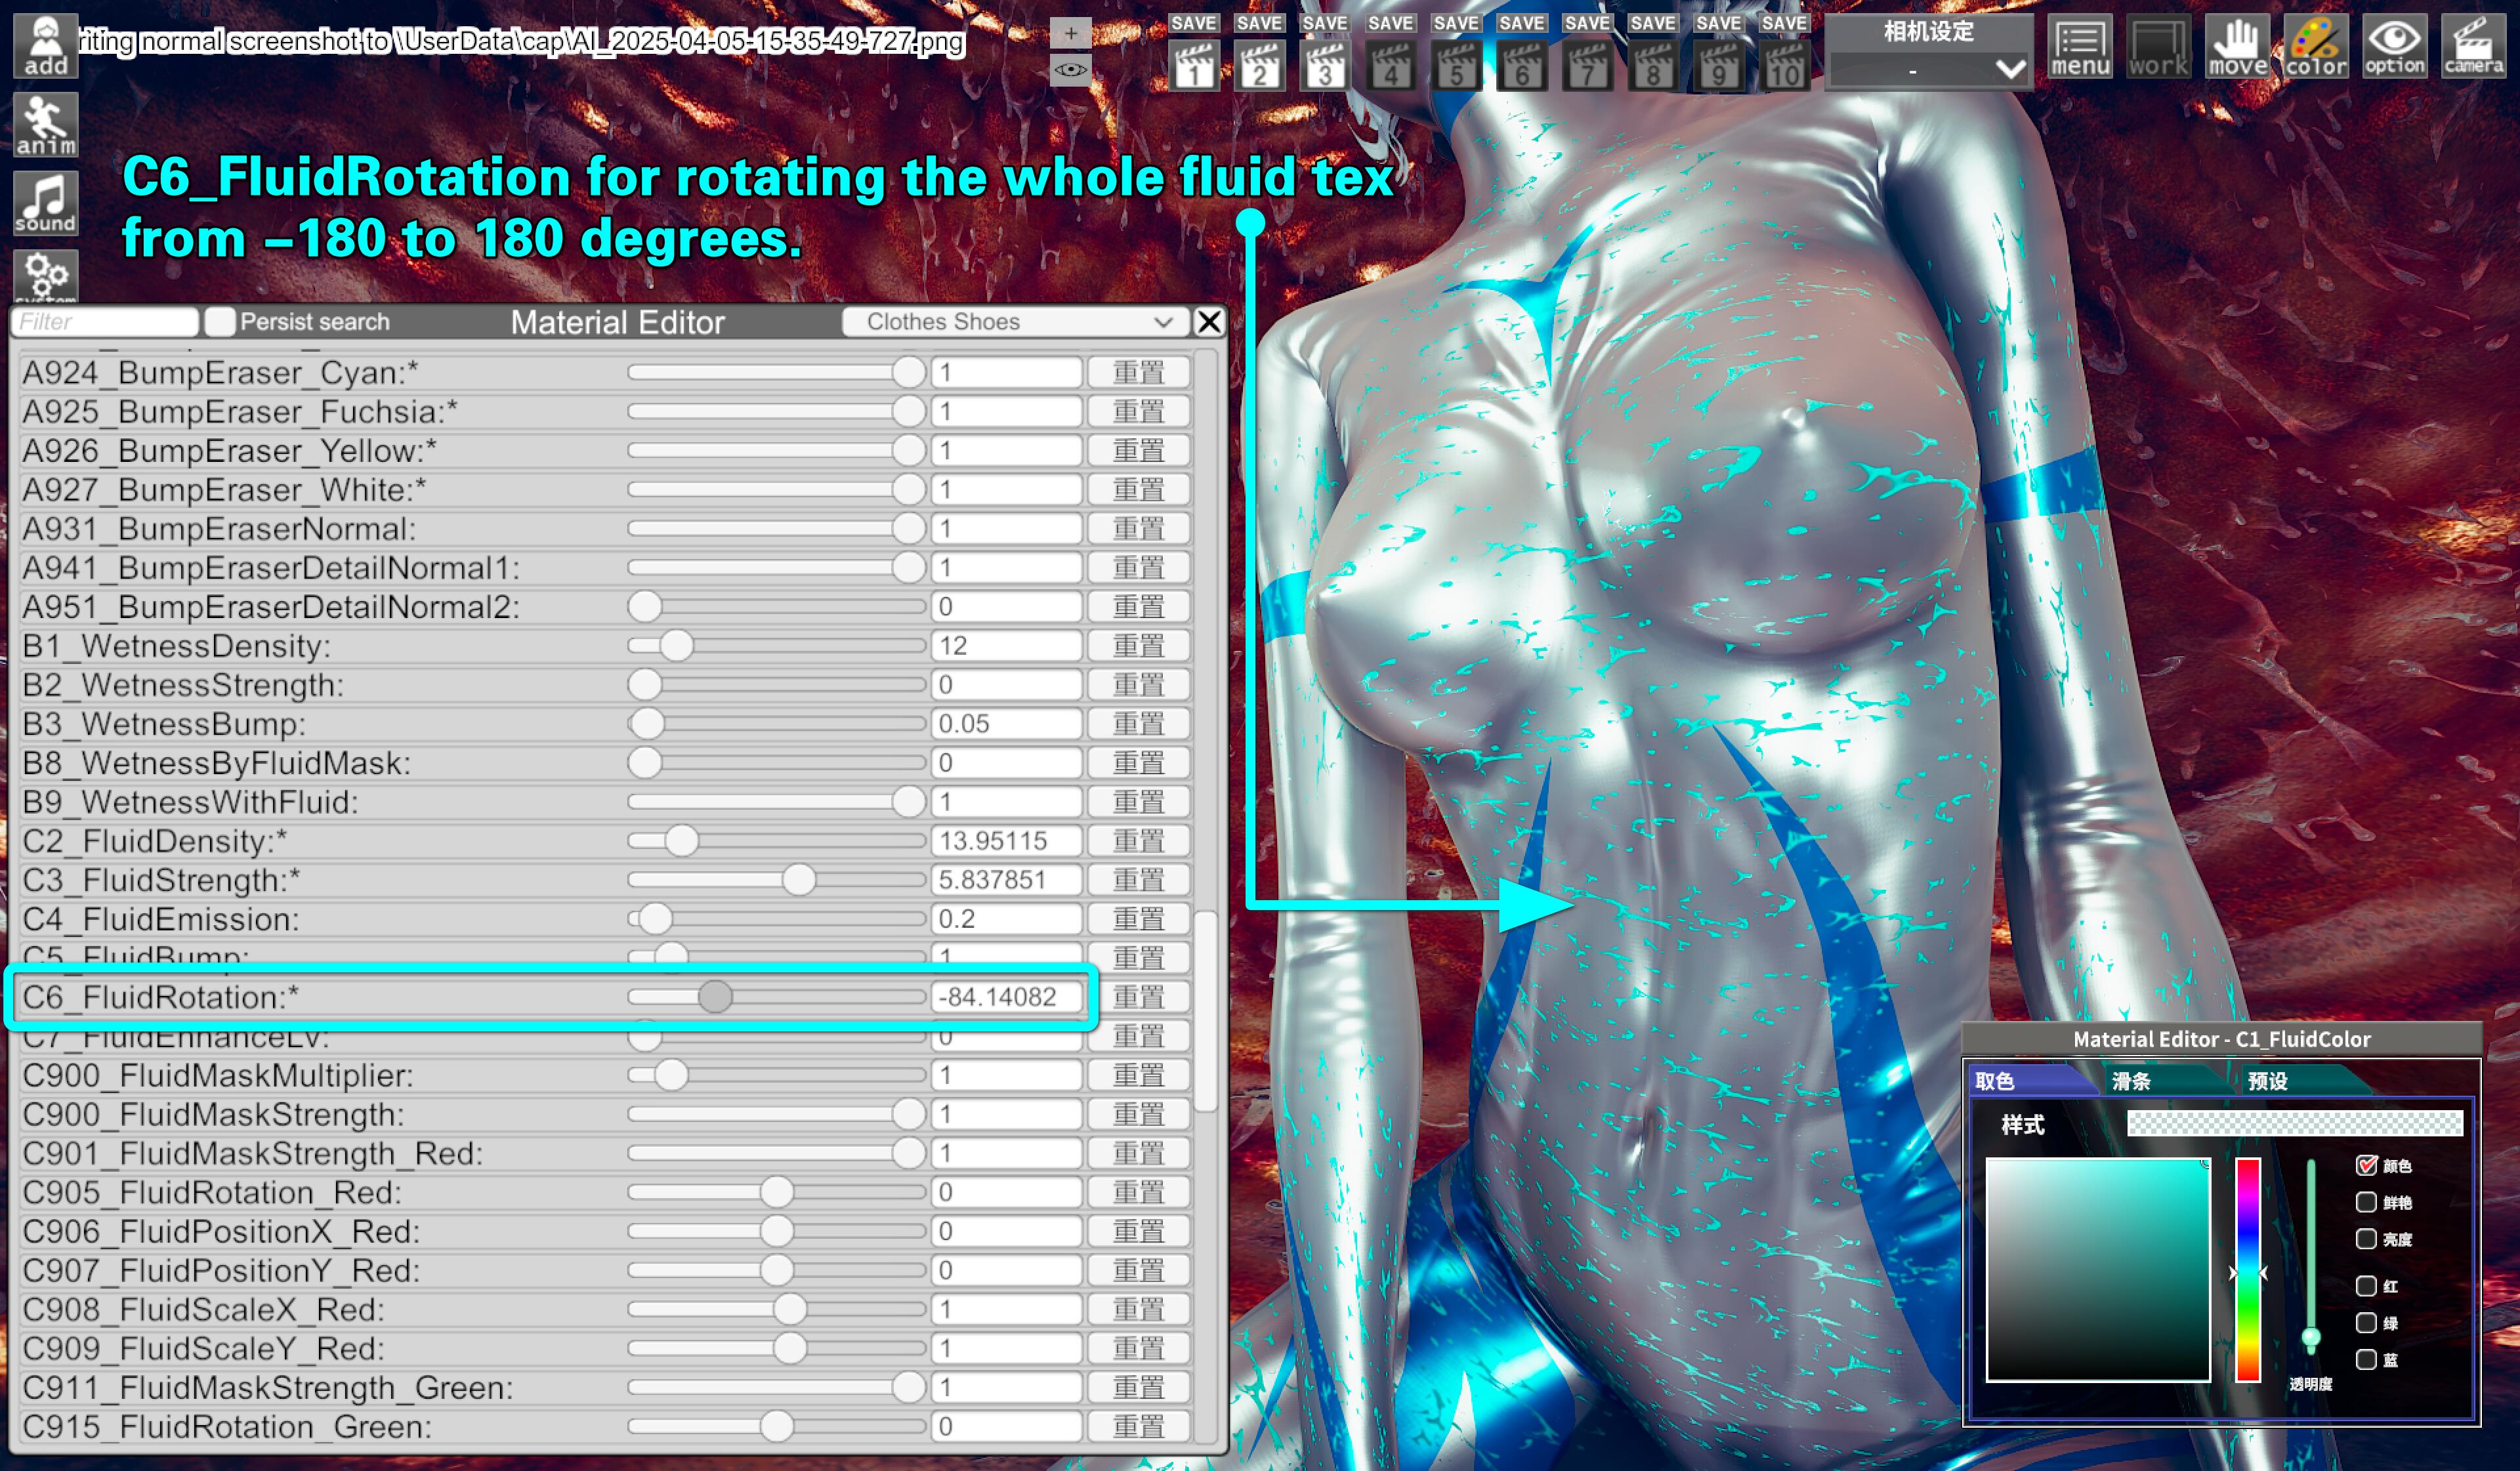 add
riting normal screenshot to \UserData\cap\AI_2025-04-05-15-35-49-727.png
+
SAVE SAVE SAVE SAVE SAVE SAVE SAVE SAVE SAVE SAVE
1 2 3 4 5 6 7 8 9 10
相机设定
-
menu work move color option camera
anim
sound
system
C6_FluidRotation for rotating the whole fluid tex
from -180 to 180 degrees.
Filter Persist search Material Editor Clothes Shoes X
A924_BumpEraser_Cyan:* 1 重置
A925_BumpEraser_Fuchsia:* 1 重置
A926_BumpEraser_Yellow:* 1 重置
A927_BumpEraser_White:* 1 重置
A931_BumpEraserNormal: 1 重置
A941_BumpEraserDetailNormal1: 1 重置
A951_BumpEraserDetailNormal2: 0 重置
B1_WetnessDensity: 12 重置
B2_WetnessStrength: 0 重置
B3_WetnessBump: 0.05 重置
B8_WetnessByFluidMask: 0 重置
B9_WetnessWithFluid: 1 重置
C2_FluidDensity:* 13.95115 重置
C3_FluidStrength:* 5.837851 重置
C4_FluidEmission: 0.2 重置
C5_FluidBump: 1 重置
C6_FluidRotation:* -84.14082 重置
C7_FluidEnhanceLv: 0 重置
C900_FluidMaskMultiplier: 1 重置
C900_FluidMaskStrength: 1 重置
C901_FluidMaskStrength_Red: 1 重置
C905_FluidRotation_Red: 0 重置
C906_FluidPositionX_Red: 0 重置
C907_FluidPositionY_Red: 0 重置
C908_FluidScaleX_Red: 1 重置
C909_FluidScaleY_Red: 1 重置
C911_FluidMaskStrength_Green: 1 重置
C915_FluidRotation_Green: 0 重置
Material Editor - C1_FluidColor
取色 滑条 预设
样式
颜色
鲜艳
亮度
红
绿
蓝
透明度